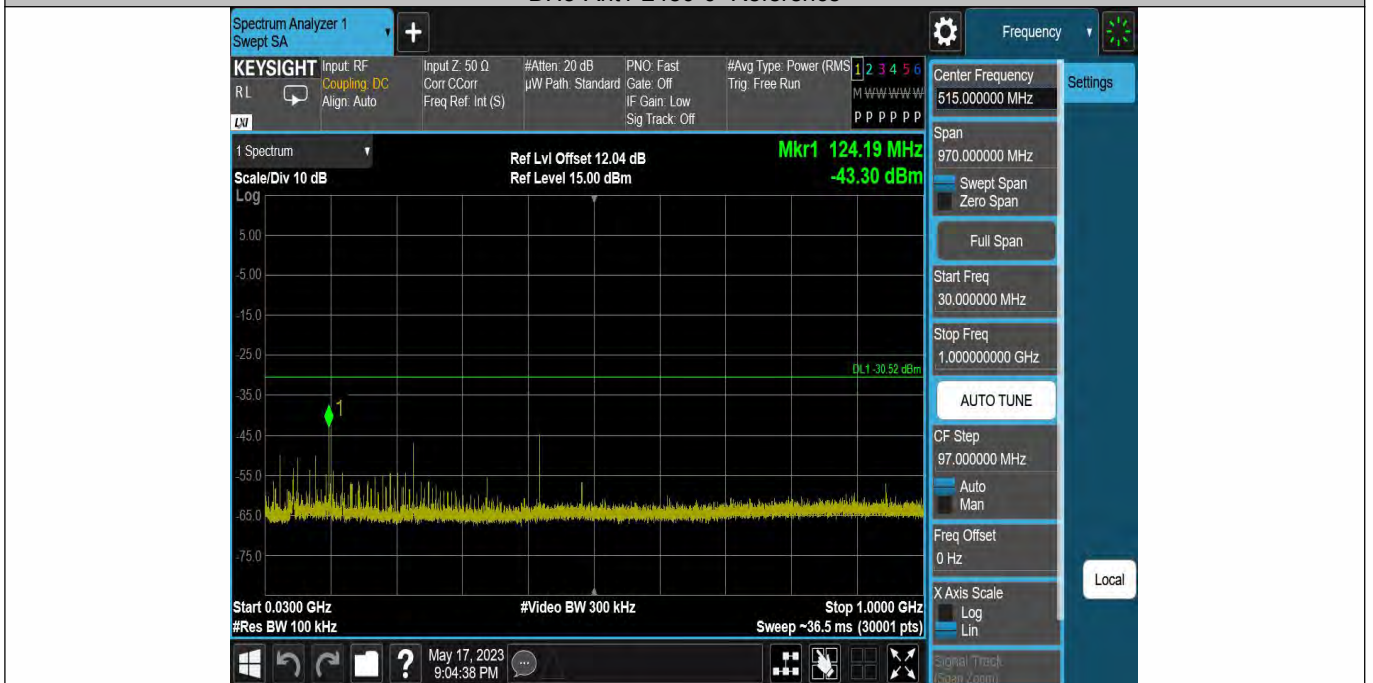 Spectrum Analyzer 1
Swept SA
+
Frequency
KEYSIGHT
RL
LXI
Input: RF
Coupling: DC
Align: Auto
Input Z: 50 Ω
Corr CCorr
Freq Ref: Int (S)
#Atten: 20 dB
µW Path: Standard
PNO: Fast
Gate: Off
IF Gain: Low
Sig Track: Off
#Avg Type: Power (RMS
Trig: Free Run
1 2 3 4 5 6
M W W W W W
P P P P P P
Center Frequency
515.000000 MHz
Settings
1 Spectrum
Scale/Div 10 dB
Ref Lvl Offset 12.04 dB
Ref Level 15.00 dBm
Mkr1 124.19 MHz
-43.30 dBm
Span
970.000000 MHz
Swept Span
Zero Span
Full Span
Start Freq
30.000000 MHz
Stop Freq
1.000000000 GHz
AUTO TUNE
CF Step
97.000000 MHz
Auto
Man
Freq Offset
0 Hz
X Axis Scale
Log
Lin
Signal Track
(Span Zoom)
Local
Log
5.00
-5.00
-15.0
-25.0
DL1 -30.52 dBm
-35.0
1
-45.0
-55.0
-65.0
-75.0
Start 0.0300 GHz
#Video BW 300 kHz
Stop 1.0000 GHz
#Res BW 100 kHz
Sweep ~36.5 ms (30001 pts)
?
May 17, 2023
9:04:38 PM